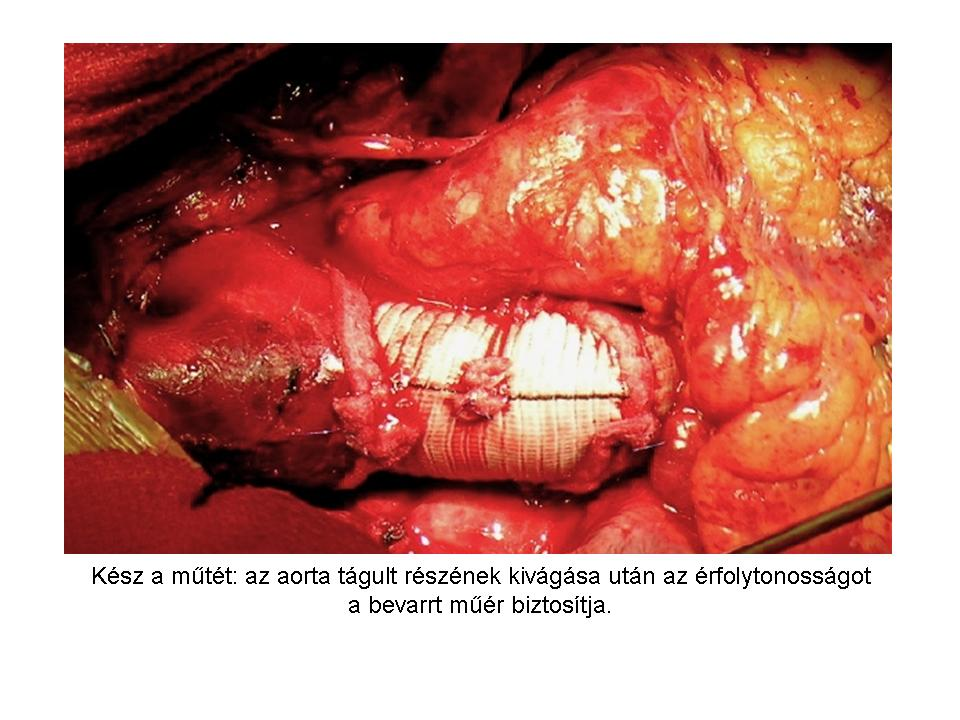 Kész a műtét: az aorta tágult részének kivágása után az érfolytonosságot
a bevarrt műér biztosítja.